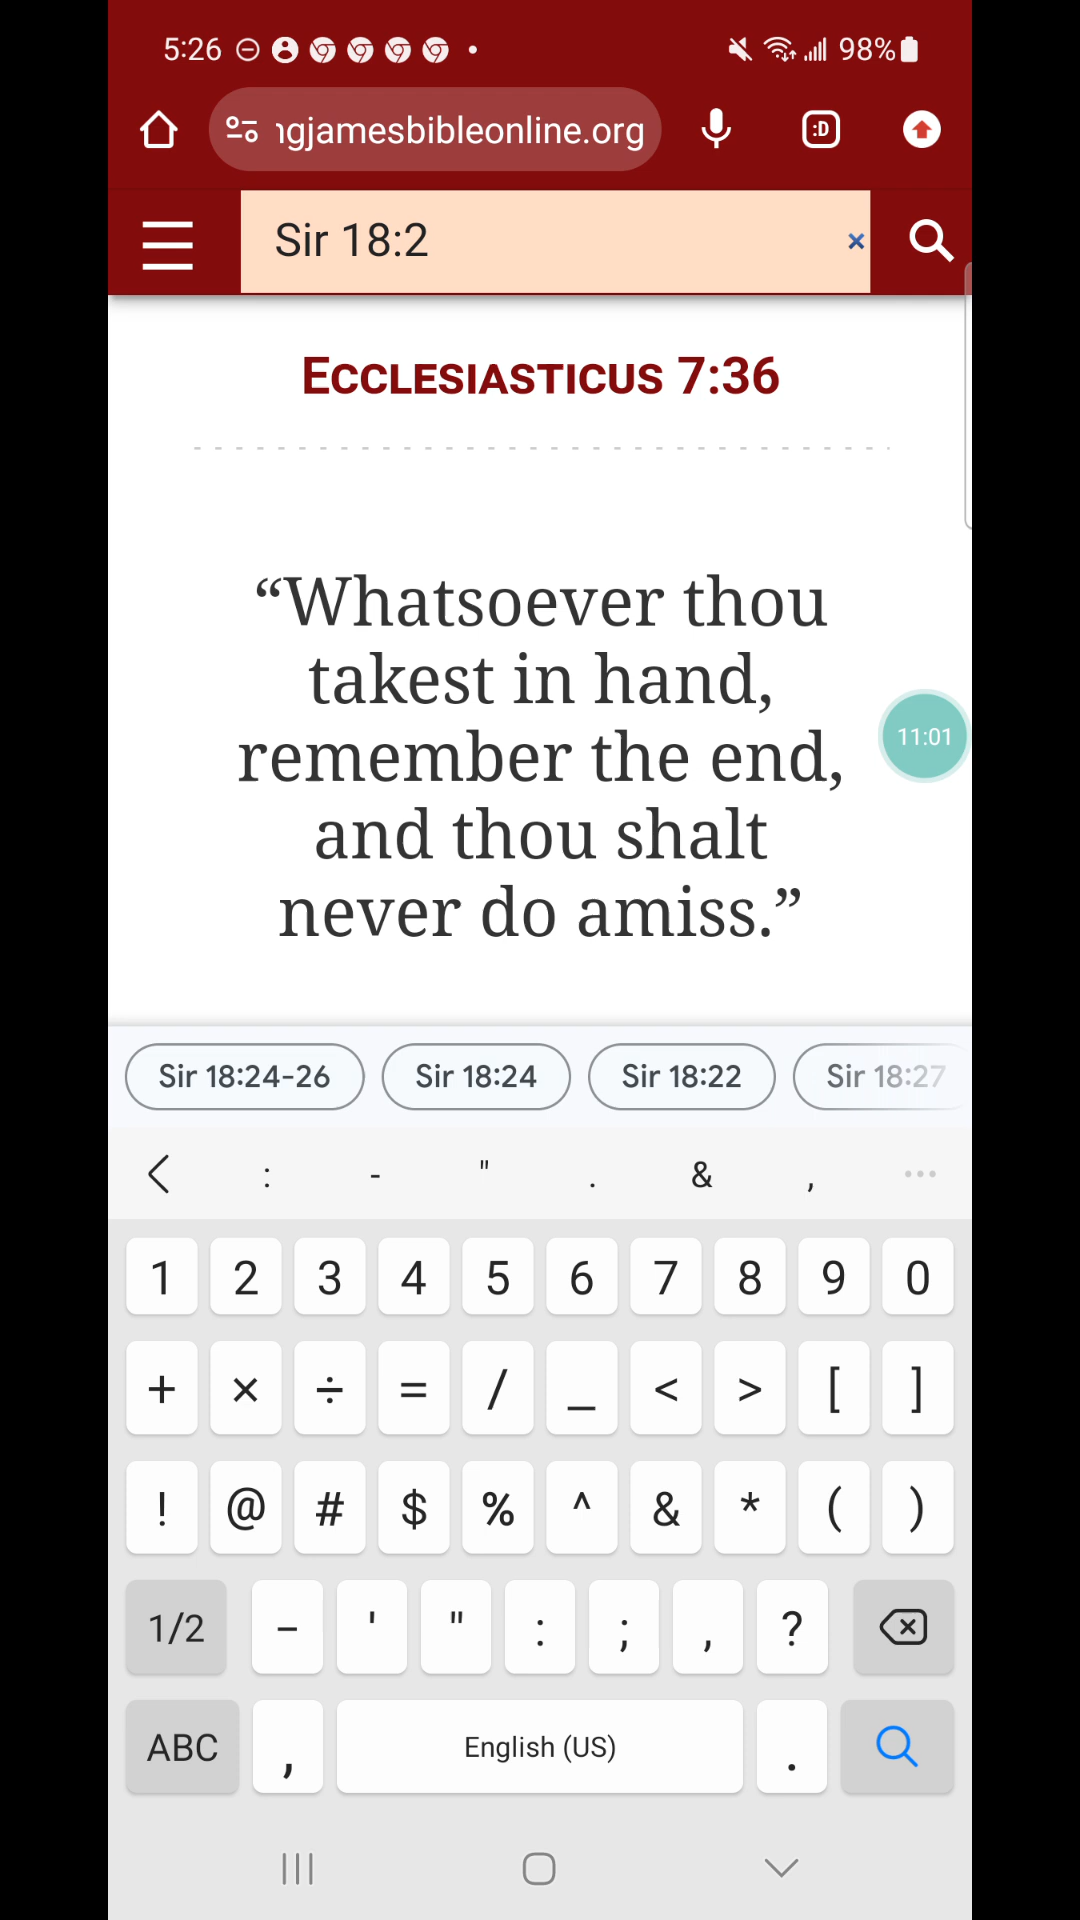 5:26 98%
ngjamesbibleonline.org :D
Sir 18:2 ×
ECCLESIASTICUS 7:36
“Whatsoever thou
takest in hand,
remember the end,
and thou shalt
never do amiss.”
11:01
Sir 18:24-26 Sir 18:24 Sir 18:22 Sir 18:27
: - " . & , ...
1 2 3 4 5 6 7 8 9 0
+ × ÷ = / _ < > [ ]
! @ # $ % ^ & * ( )
1/2 - ' " : ; , ?
ABC , English (US) .